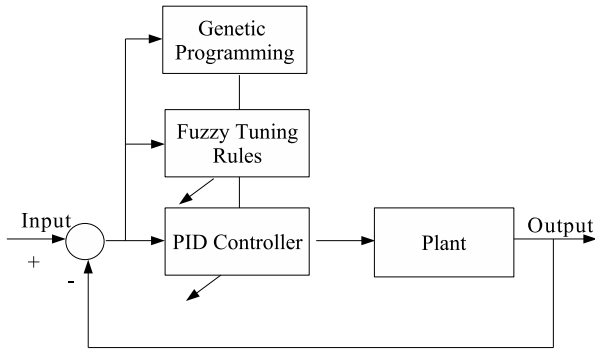 Genetic
Programming
Fuzzy Tuning
Rules
Input
+
-
PID Controller
Plant
Output